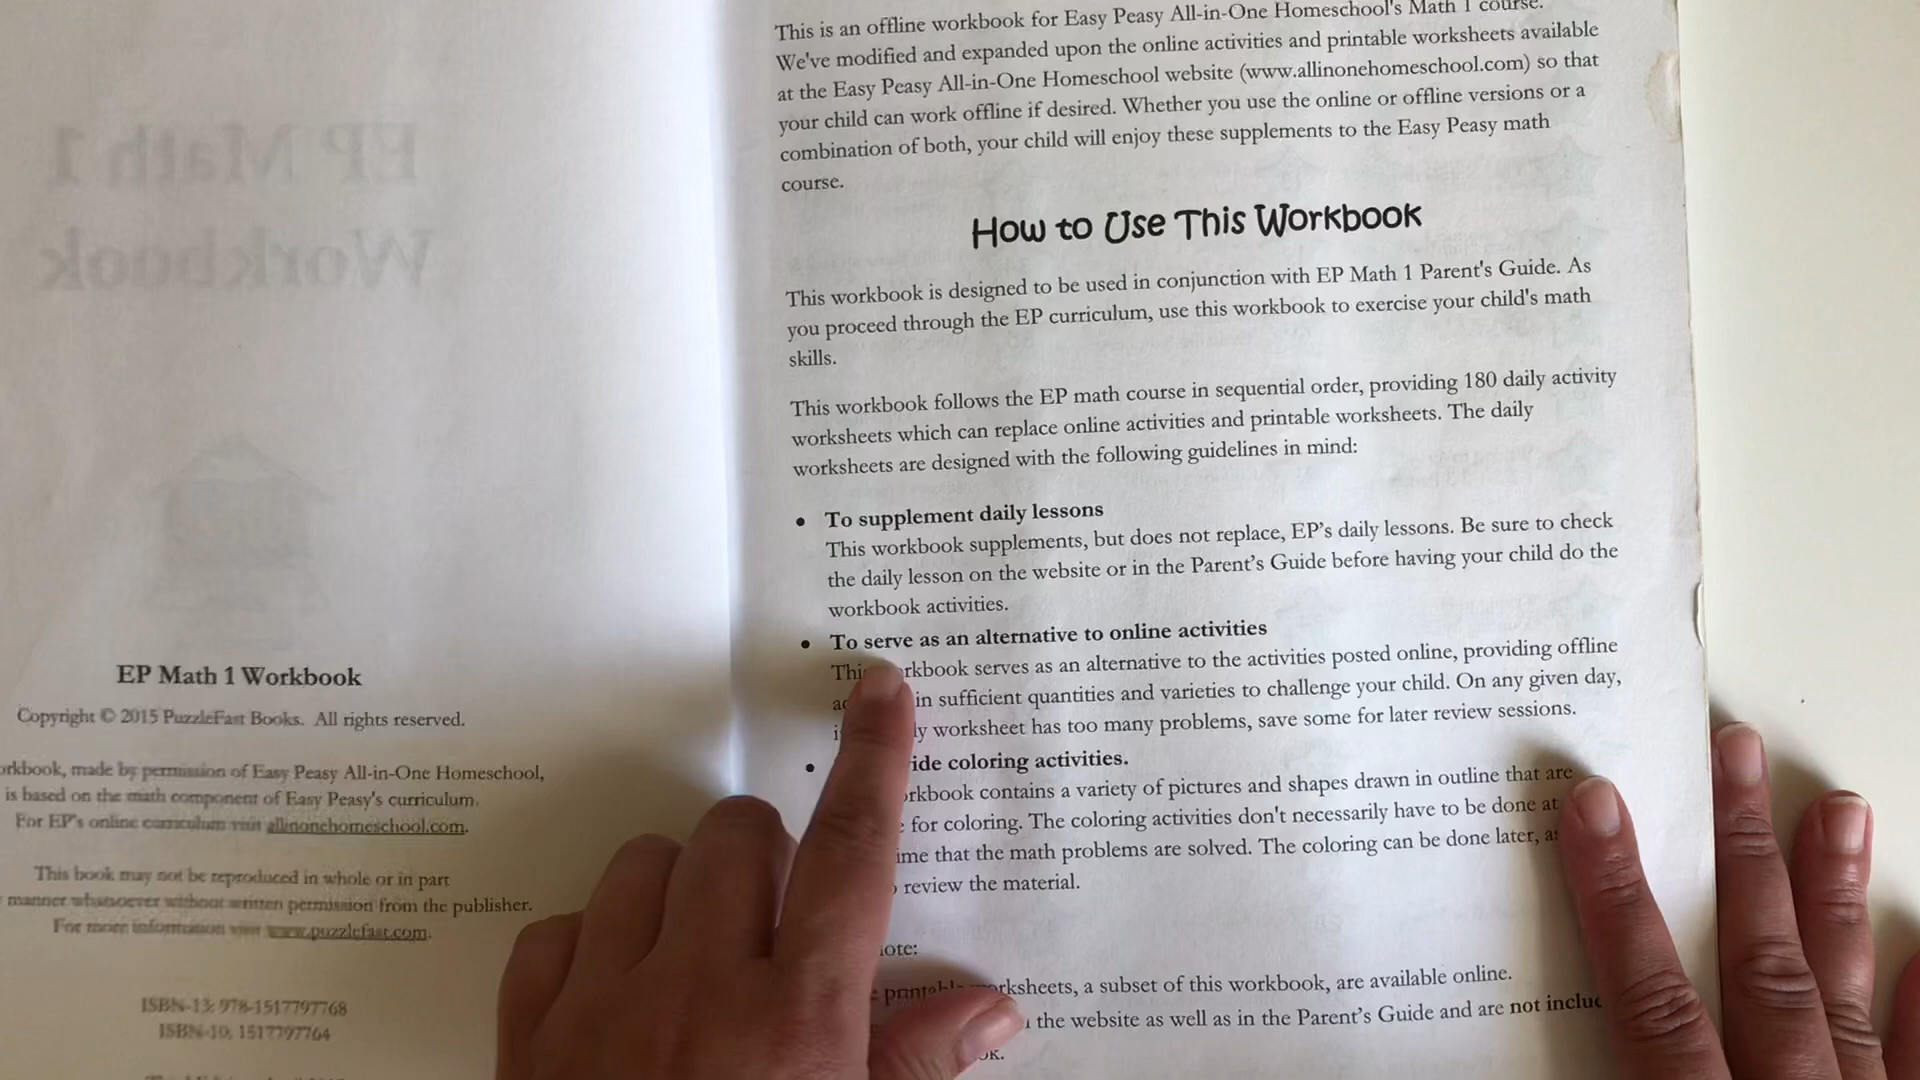 EP Math 1
Workbook
EP Math 1 Workbook
Copyright © 2015 PuzzleFast Books. All rights reserved.
made by permission of Easy Peasy All-in-One Homeschool,
is based on the math component of Easy Peasy's curriculum.
For EP's online curriculum visit allinonehomeschool.com.
This book may not be reproduced in whole or in part
manner whatsoever without written permission from the publisher.
For more information visit www.puzzlefast.com.
ISBN-13: 978-1517797768
ISBN-10: 1517797764
This is an offline workbook for Easy Peasy All-in-One Homeschool's Math 1 course.
We've modified and expanded upon the online activities and printable worksheets available
at the Easy Peasy All-in-One Homeschool website (www.allinonehomeschool.com) so that
your child can work offline if desired. Whether you use the online or offline versions or a
combination of both, your child will enjoy these supplements to the Easy Peasy math
course.
How to Use This Workbook
This workbook is designed to be used in conjunction with EP Math 1 Parent's Guide. As
you proceed through the EP curriculum, use this workbook to exercise your child's math
skills.
This workbook follows the EP math course in sequential order, providing 180 daily activity
worksheets which can replace online activities and printable worksheets. The daily
worksheets are designed with the following guidelines in mind:
• To supplement daily lessons
This workbook supplements, but does not replace, EP's daily lessons. Be sure to check
the daily lesson on the website or in the Parent's Guide before having your child do the
workbook activities.
• To serve as an alternative to online activities
serves as an alternative to the activities posted online, providing offline
in sufficient quantities and varieties to challenge your child. On any given day,
worksheet has too many problems, save some for later review sessions.
• coloring activities.
contains a variety of pictures and shapes drawn in outline that are
for coloring. The coloring activities don't necessarily have to be done at
that the math problems are solved. The coloring can be done later,
review the material.
a subset of this workbook, are available online.
the website as well as in the Parent's Guide and are not